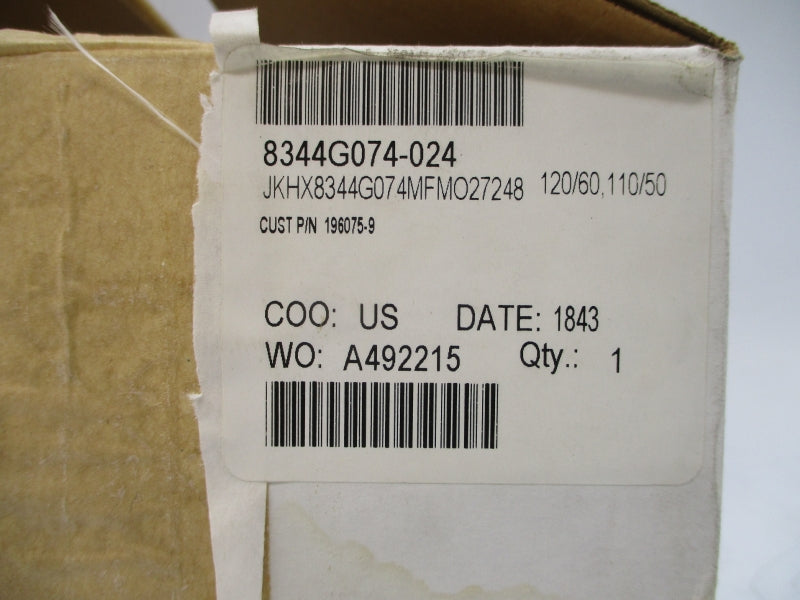 8344G074-024
JKHX8344G074MFMO27248 120/60,110/50
CUST P/N 196075-9
COO: US DATE: 1843
WO: A492215 Qty.: 1